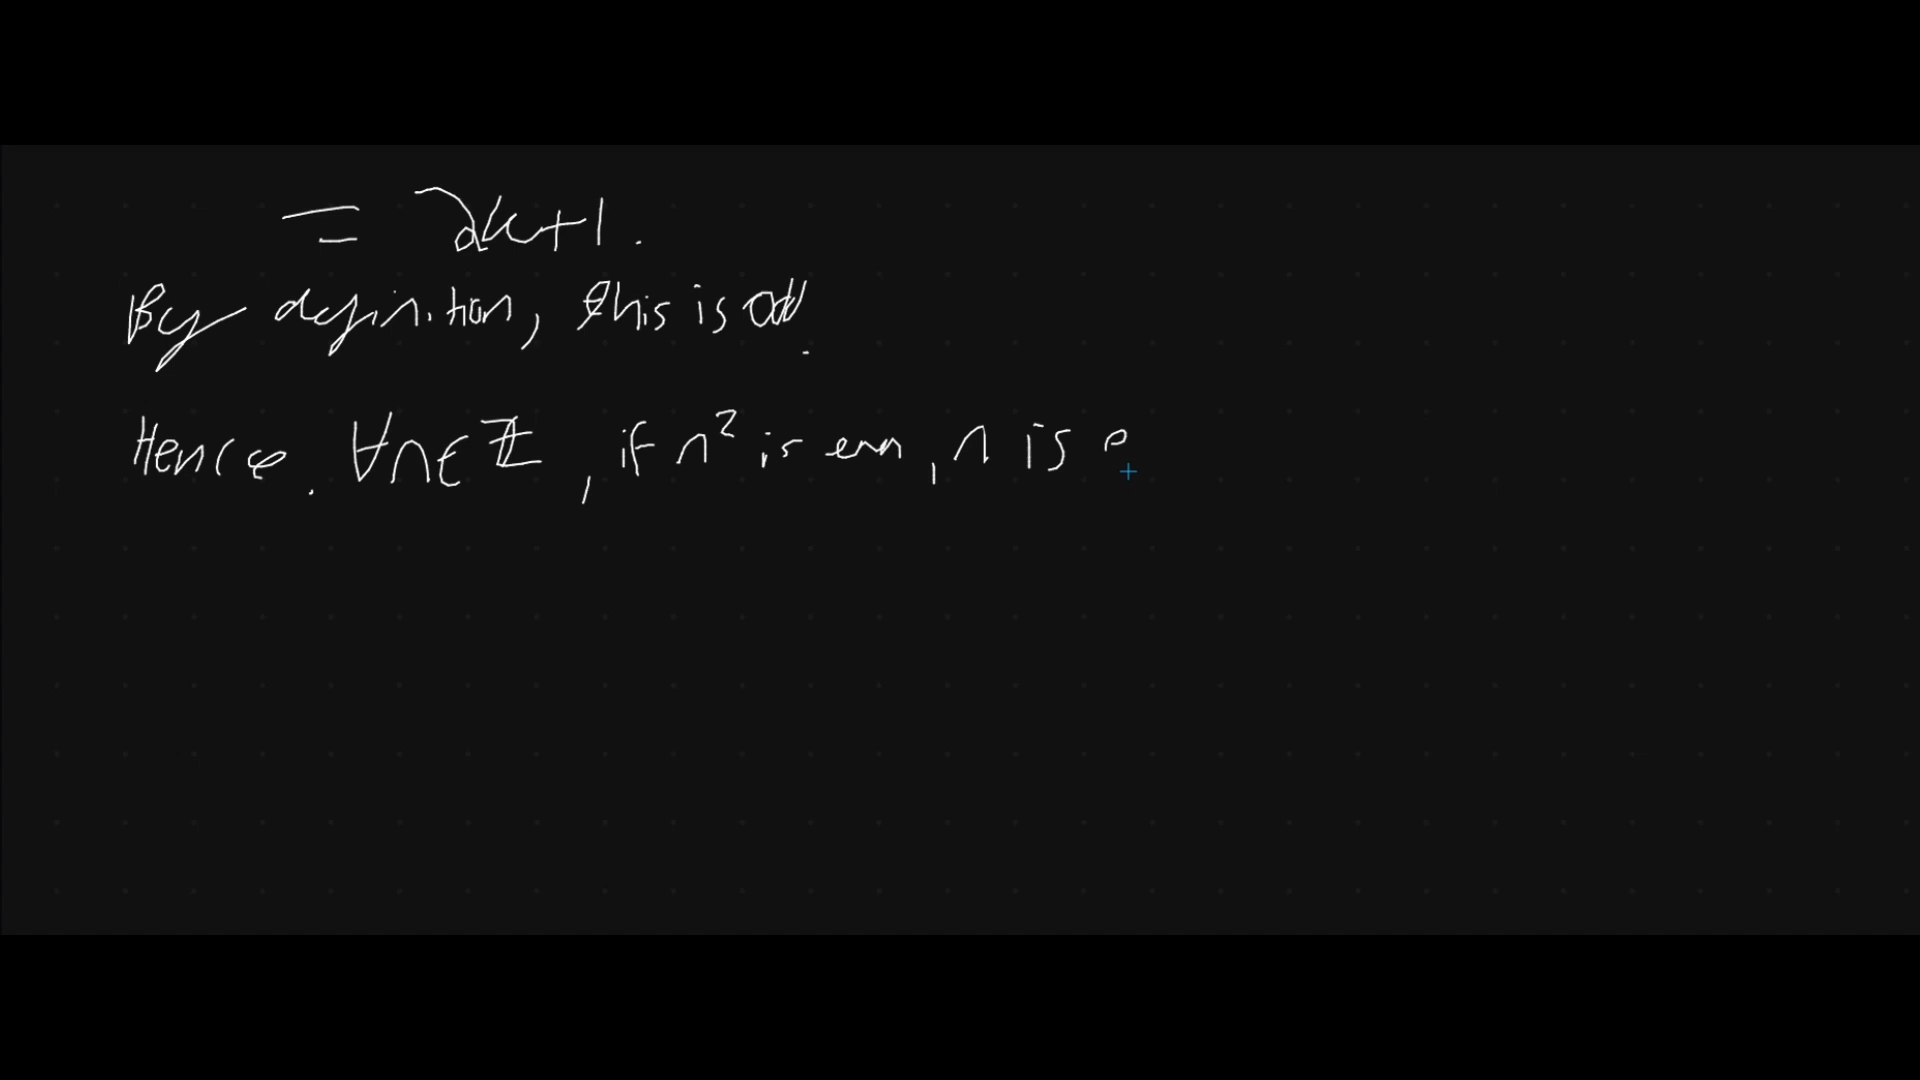 = 2k+1.
By definition, this is odd.
Hence. ∀n∈ℤ, if n² is even, n is e